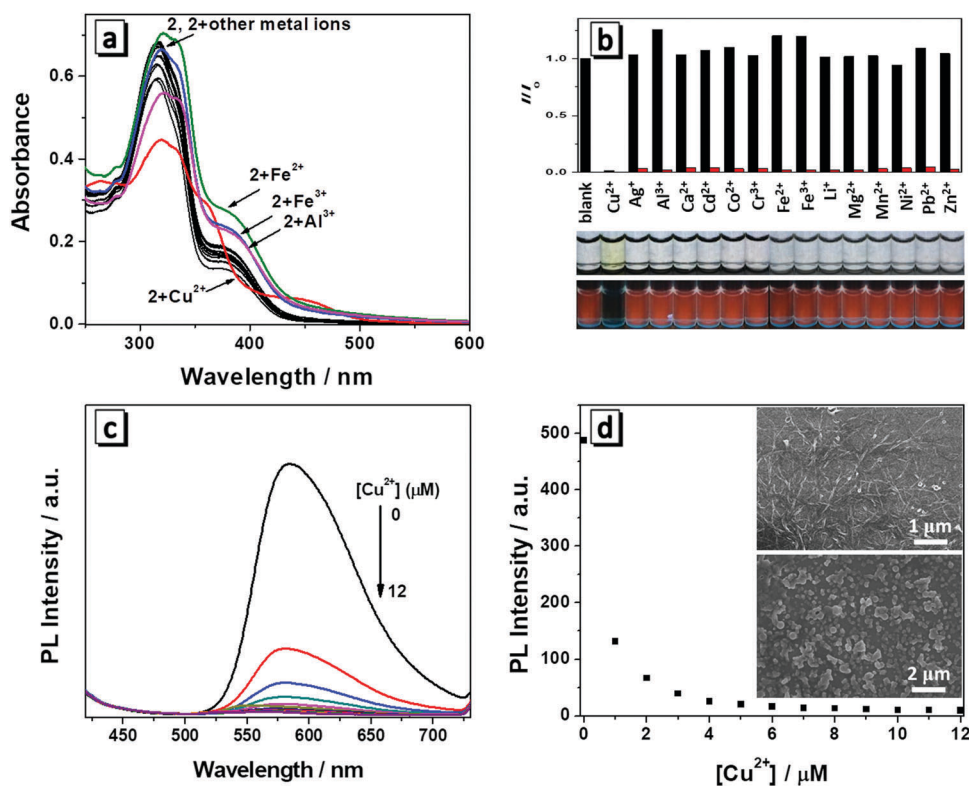 a
2, 2+other metal ions
0.6
0.4
0.2
0.0
2+Fe²⁺
2+Fe³⁺
2+Al³⁺
2+Cu²⁺
300
400
500
600
Absorbance
Wavelength / nm
b
1.0
0.5
0.0
I/I₀
blank
Cu²⁺
Ag⁺
Al³⁺
Ca²⁺
Cd²⁺
Co²⁺
Cr³⁺
Fe²⁺
Fe³⁺
Li⁺
Mg²⁺
Mn²⁺
Ni²⁺
Pb²⁺
Zn²⁺
c
[Cu²⁺] (μM)
0
12
PL Intensity / a.u.
450
500
550
600
650
700
Wavelength / nm
d
500
400
300
200
100
0
PL Intensity / a.u.
1 μm
2 μm
0
2
4
6
8
10
12
[Cu²⁺] / μM